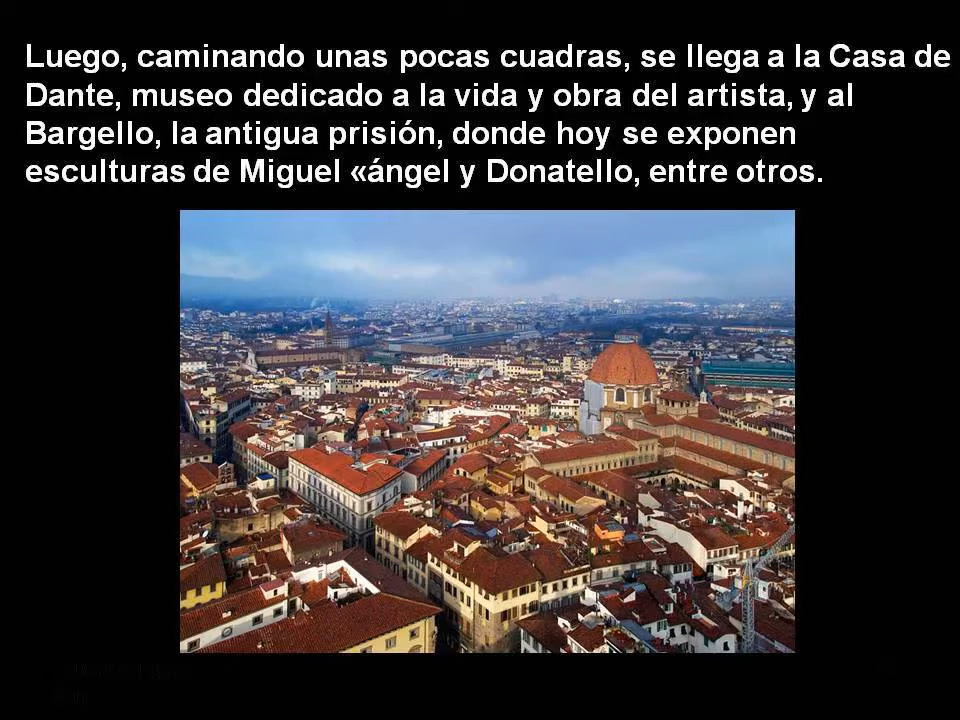 Luego, caminando unas pocas cuadras, se llega a la Casa de
Dante, museo dedicado a la vida y obra del artista, y al
Bargello, la antigua prisión, donde hoy se exponen
esculturas de Miguel «ángel y Donatello, entre otros.